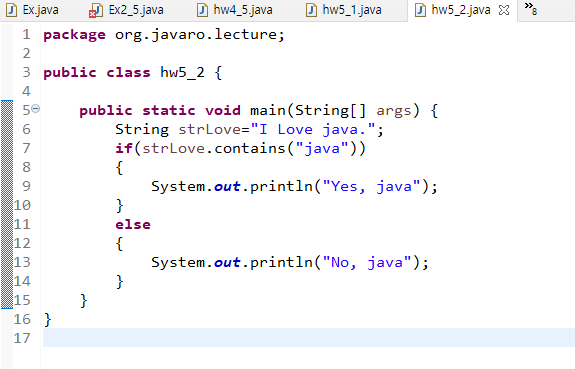 Ex.java Ex2_5.java hw4_5.java hw5_1.java hw5_2.java »8
1 package org.javaro.lecture;
2
3 public class hw5_2 {
4
5 public static void main(String[] args) {
6 String strLove="I Love java.";
7 if(strLove.contains("java"))
8 {
9 System.out.println("Yes, java");
10 }
11 else
12 {
13 System.out.println("No, java");
14 }
15 }
16 }
17